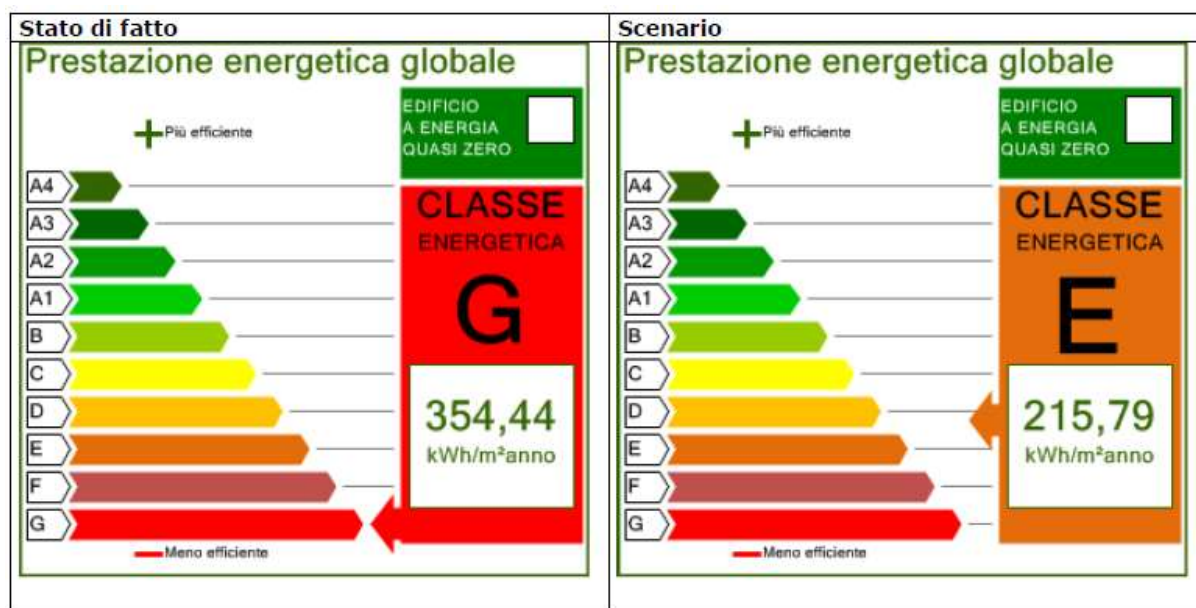 Stato di fatto
Prestazione energetica globale
EDIFICIO
A ENERGIA
QUASI ZERO
Più efficiente
A4
A3
A2
A1
B
C
D
E
F
G
CLASSE
ENERGETICA
G
354,44
kWh/m²anno
Meno efficiente
Scenario
Prestazione energetica globale
EDIFICIO
A ENERGIA
QUASI ZERO
Più efficiente
A4
A3
A2
A1
B
C
D
E
F
G
CLASSE
ENERGETICA
E
215,79
kWh/m²anno
Meno efficiente